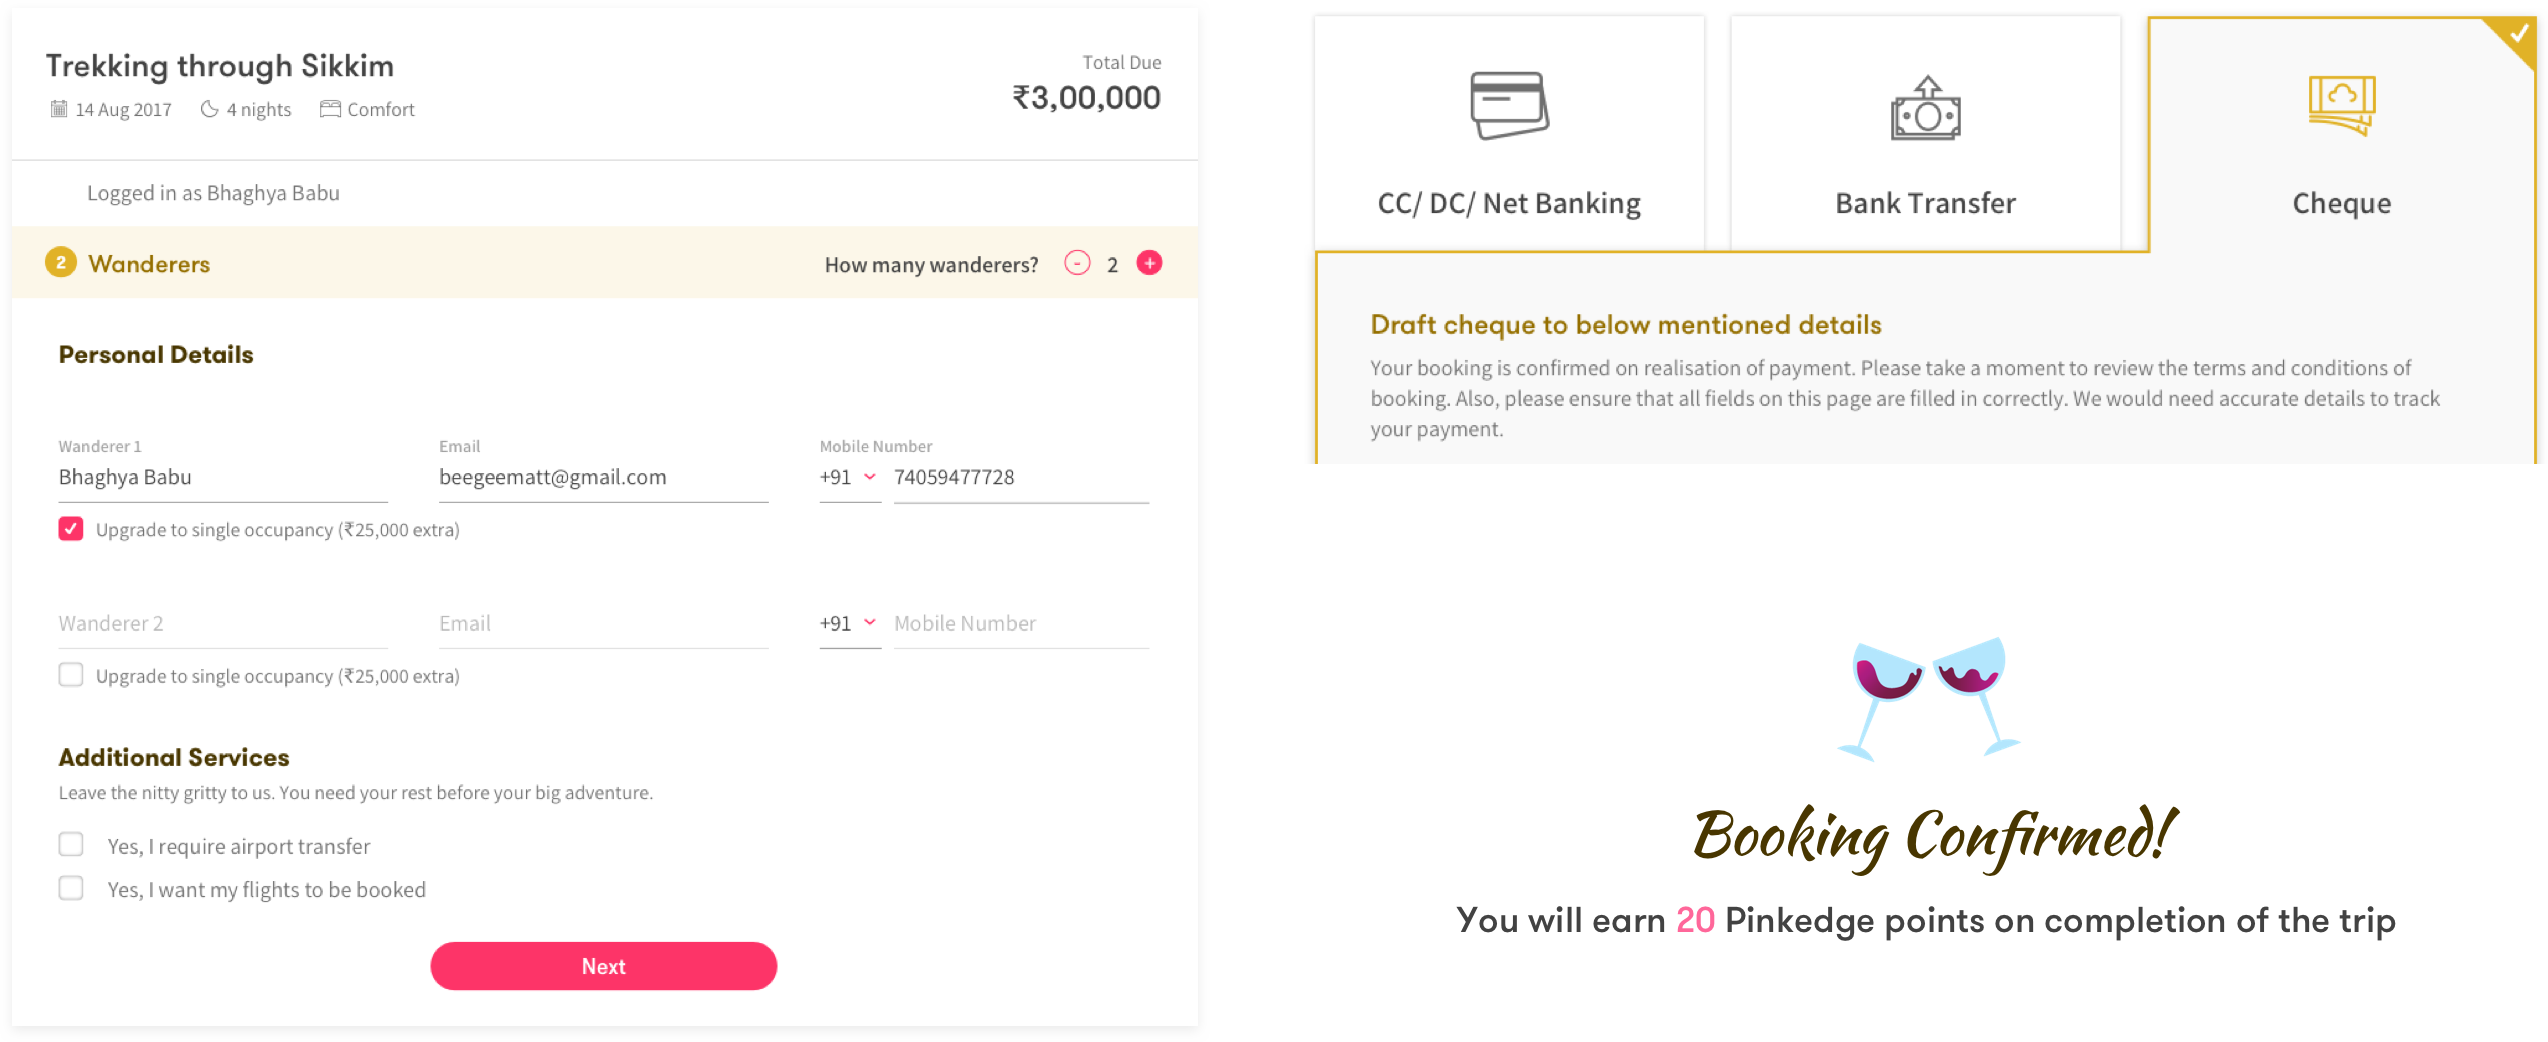 Trekking through Sikkim
14 Aug 2017 4 nights Comfort
Total Due
₹3,00,000
Logged in as Bhaghya Babu
2 Wanderers How many wanderers? - 2 +
Personal Details
Wanderer 1 Email Mobile Number
Bhaghya Babu beegeematt@gmail.com +91 74059477728
Upgrade to single occupancy (₹25,000 extra)
Wanderer 2 Email +91 Mobile Number
Upgrade to single occupancy (₹25,000 extra)
Additional Services
Leave the nitty gritty to us. You need your rest before your big adventure.
Yes, I require airport transfer
Yes, I want my flights to be booked
Next
CC/ DC/ Net Banking Bank Transfer Cheque
Draft cheque to below mentioned details
Your booking is confirmed on realisation of payment. Please take a moment to review the terms and conditions of
booking. Also, please ensure that all fields on this page are filled in correctly. We would need accurate details to track
your payment.
Booking Confirmed!
You will earn 20 Pinkedge points on completion of the trip